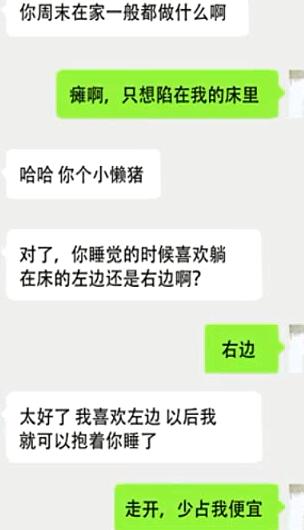 你周末在家一般都做什么啊
瘫啊，只想陷在我的床里
哈哈 你个小懒猪
对了，你睡觉的时候喜欢躺
在床的左边还是右边啊？
右边
太好了 我喜欢左边 以后我
就可以抱着你睡了
走开，少占我便宜